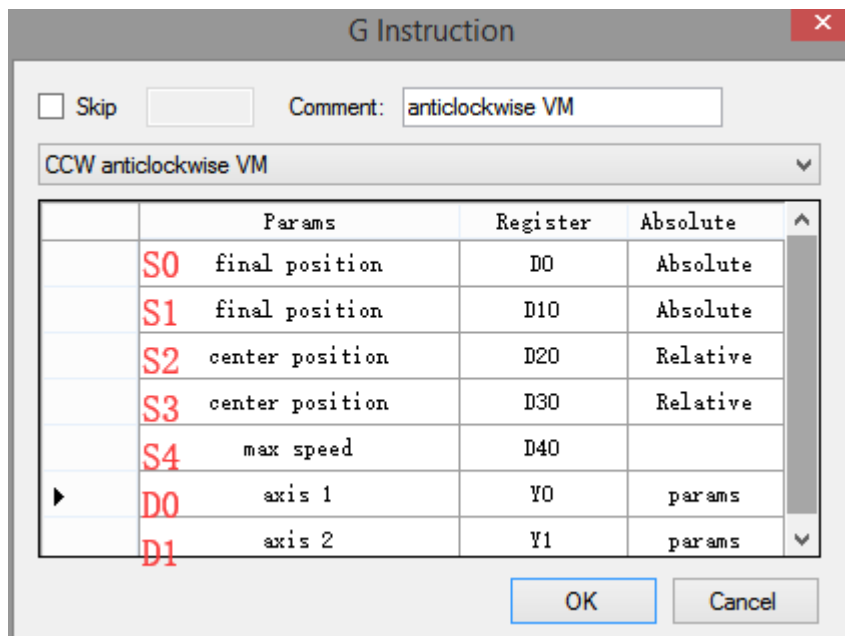 G Instruction
Skip Comment: anticlockwise VM
CCW anticlockwise VM
Params Register Absolute
S0 final position D0 Absolute
S1 final position D10 Absolute
S2 center position D20 Relative
S3 center position D30 Relative
S4 max speed D40
D0 axis 1 Y0 params
D1 axis 2 Y1 params
OK Cancel